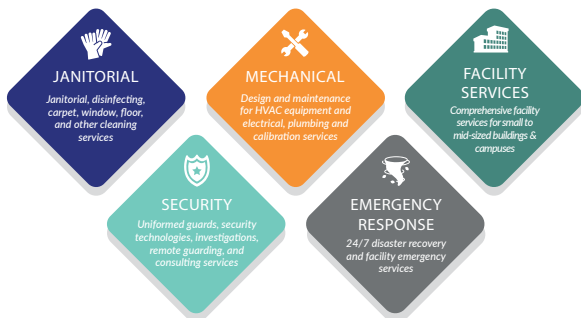 JANITORIAL
Janitorial, disinfecting,
carpet, window, floor,
and other cleaning
services
MECHANICAL
Design and maintenance
for HVAC equipment and
electrical, plumbing and
calibration services
FACILITY
SERVICES
Comprehensive facility
services for small to
mid-sized buildings &
campuses
SECURITY
Uniformed guards, security
technologies, investigations,
remote guarding, and
consulting services
EMERGENCY
RESPONSE
24/7 disaster recovery
and facility emergency
services